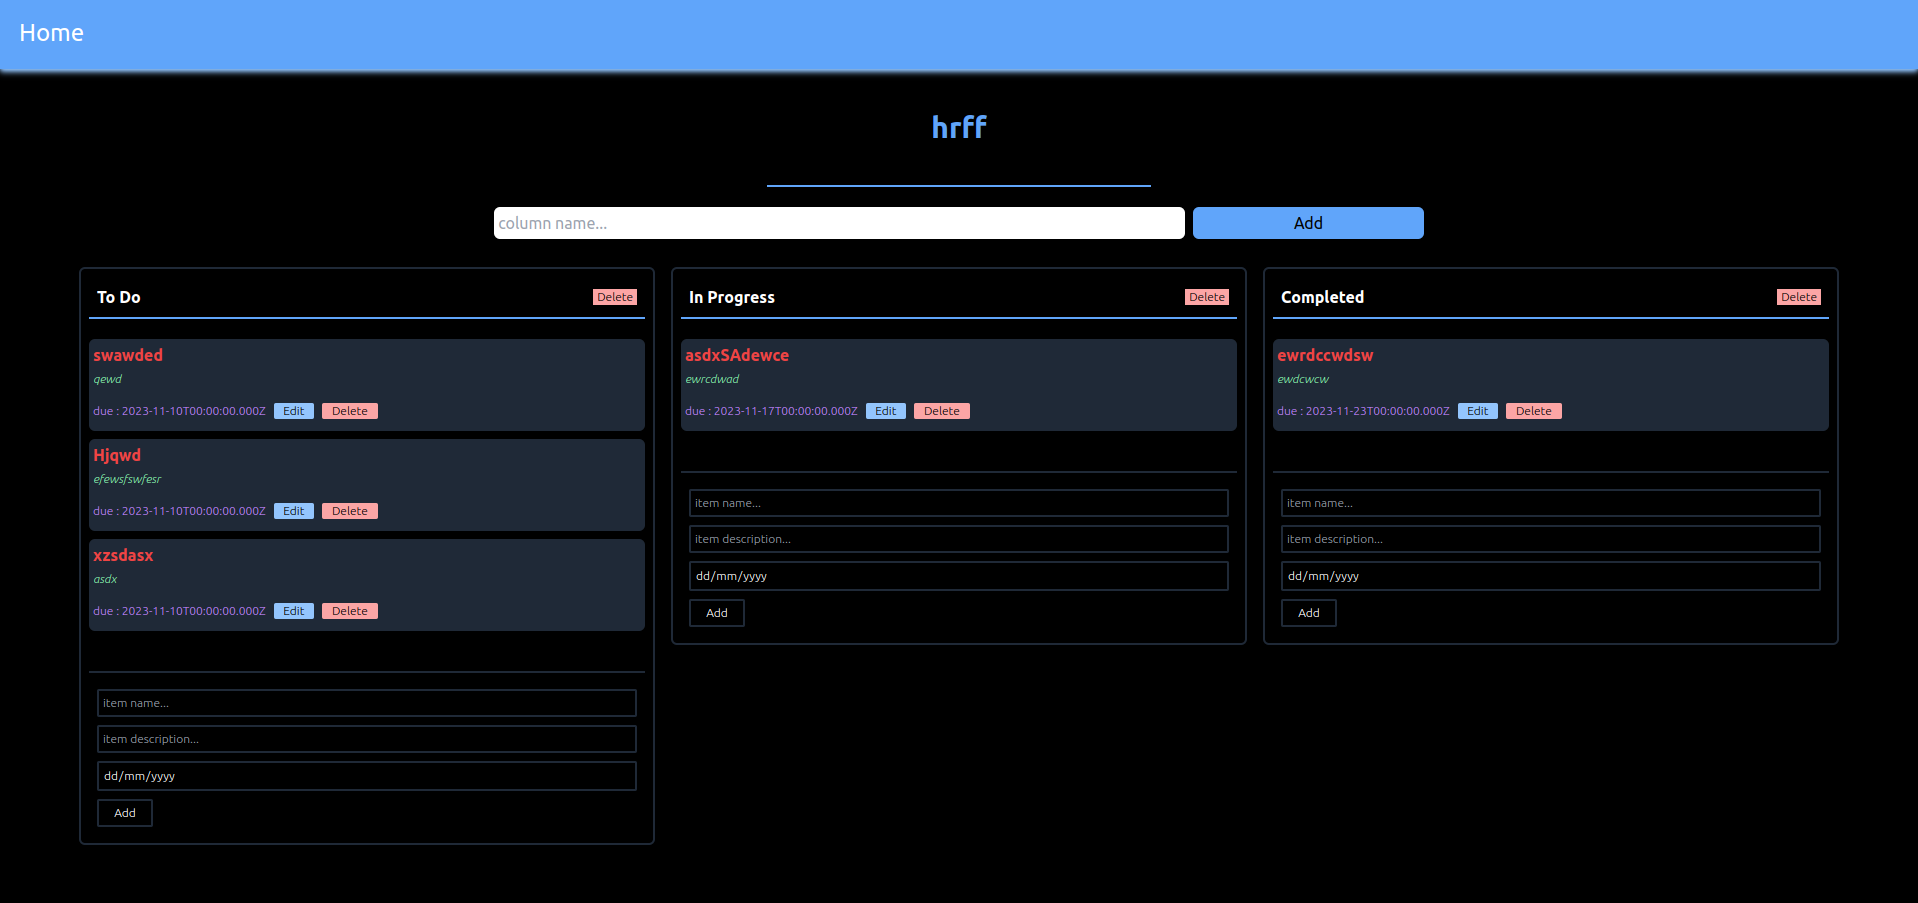 Home
hrff
column name...
Add
To Do
Delete
swawded
qewd
due : 2023-11-10T00:00:00.000Z Edit Delete
Hjqwd
efewsfswfesr
due : 2023-11-10T00:00:00.000Z Edit Delete
xzsdasx
asdx
due : 2023-11-10T00:00:00.000Z Edit Delete
item name...
item description...
dd/mm/yyyy
Add
In Progress
Delete
asdxSAdewce
ewrcdwad
due : 2023-11-17T00:00:00.000Z Edit Delete
item name...
item description...
dd/mm/yyyy
Add
Completed
Delete
ewrdccwdsw
ewdcwcw
due : 2023-11-23T00:00:00.000Z Edit Delete
item name...
item description...
dd/mm/yyyy
Add